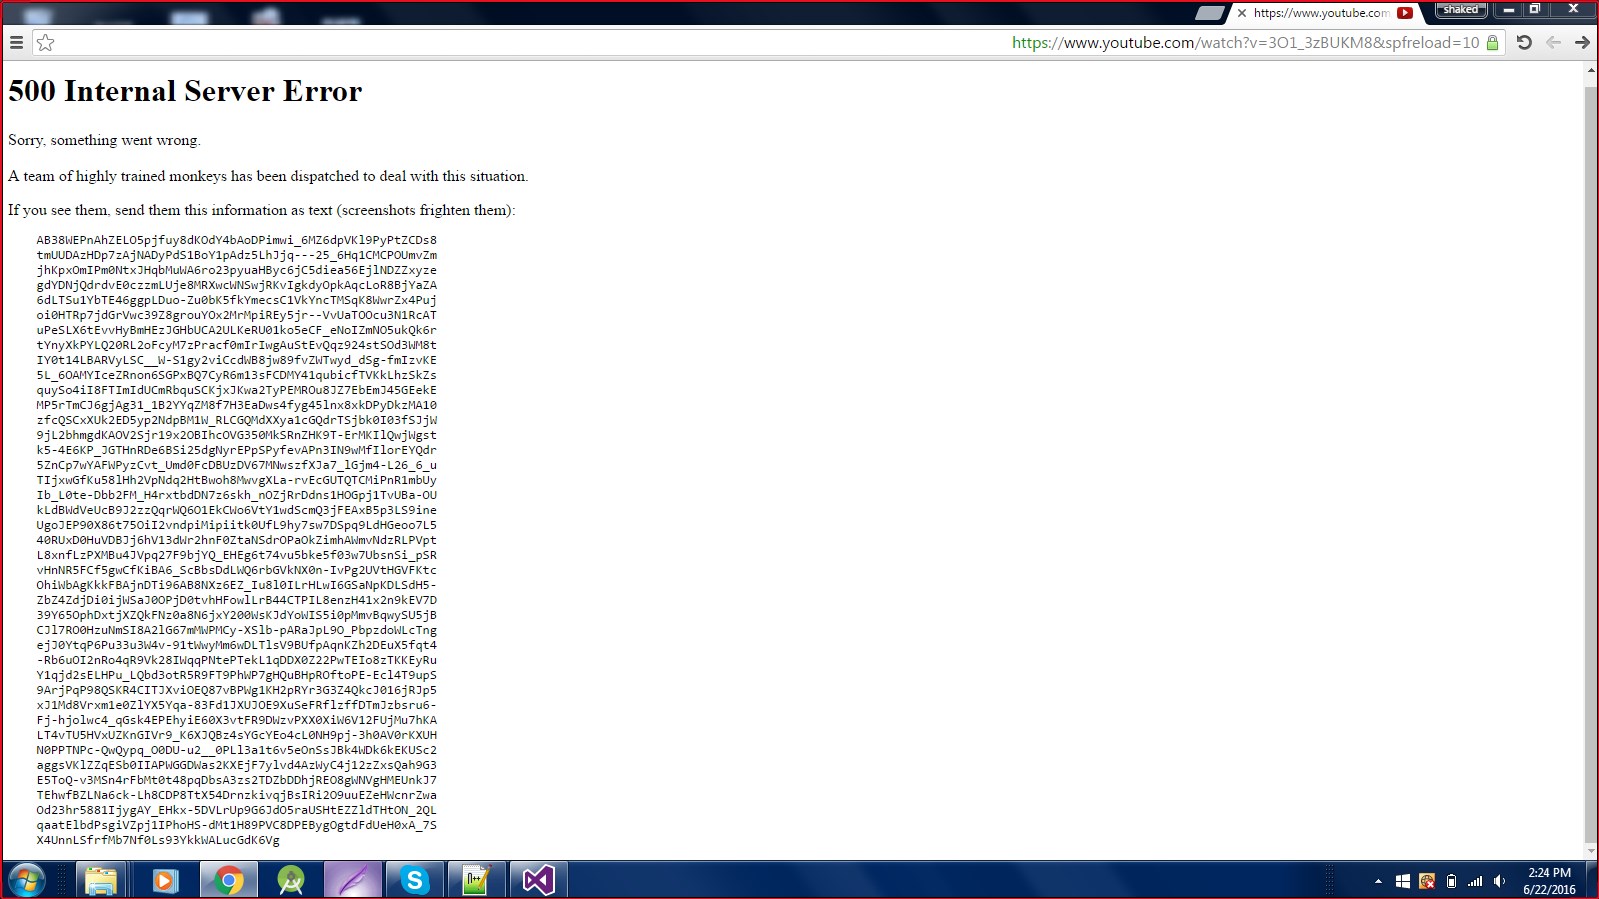 https://www.youtube.com
shaked
https://www.youtube.com/watch?v=3O1_3zBUKM8&spfreload=10
500 Internal Server Error
Sorry, something went wrong.
A team of highly trained monkeys has been dispatched to deal with this situation.
If you see them, send them this information as text (screenshots frighten them):
AB38WEPnAhZELO5pjfuy8dKOdY4bAoDPimwi_6MZ6dpVKl9PyPtZCDs8
tmUUDAzHDp7zAjNADyPdS1BoY1pAdz5LhJjq---25_6Hq1CMCPOUmvZm
jhKpxOmIPm0NtxJHqbMuWA6ro23pyuaHByc6jC5diea56EjlNDZZxyze
gdYDNjQdrdvE0czzmLUje8MRXwcWNSwjRKvIgkdyOpkAqcLoR8BjYaZA
6dLTSu1YbTE46ggpLDuo-Zu0bK5fkYmecsC1VkYncTMSqK8WwrZx4Puj
oi0HTRp7jdGrVwc39Z8grouYOx2MrMpiREy5jr--VvUaTOOcu3N1RcAT
uPeSLX6tEvvHyBmHEzJGHbUCA2ULKeRU01ko5eCF_eNoIZmNO5ukQk6r
tYnyXkPYLQ20RL2oFcyM7zPracf0mIrIwgAuStEvQqz924stSOd3WM8t
IY0t14LBARVyLSC__W-S1gy2viCcdWB8jw89fvZWTwyd_dSg-fmIzvKE
5L_6OAMYIceZRnon6SGPxBQ7CyR6m13sFCDMY41qubicfTVKkLhzSkZs
quySo4iI8FTImIdUCmRbquSCKjxJKwa2TyPEMROu8JZ7EbEmJ45GEekE
MP5rTmCJ6gjAg31_1B2YYqZM8f7H3EaDws4fyg45lnx8xkDPyDkzMA10
zfcQSCxXUk2ED5yp2NdpBM1W_RLCGQMdXXya1cGQdrTSjbk0I03fSJjW
9jL2bhmgdKAOV2Sjr19x2OBIhcOVG350MkSRnZHK9T-ErMKIlQwjWgst
k5-4E6KP_JGTHnRDe6BSi25dgNyrEPpSPyfevAPn3IN9wMfIlorEYQdr
5ZnCp7wYAFWPyzCvt_Umd0FcDBUzDV67MNwszfXJa7_lGjm4-L26_6_u
TIjxwGfKu58lHh2VpNdq2HtBwoh8MwvgXLa-rvEcGUTQTCMiPnR1mbUy
Ib_L0te-Dbb2FM_H4rxtbdDN7z6skh_nOZjRrDdns1HOGpj1TvUBa-OU
kLdBWdVeUcB9J2zzQqrWQ6O1EkCWo6VtY1wdScmQ3jFEAxB5p3LS9ine
UgoJEP90X86t75OiI2vndpiMipiitk0UfL9hy7sw7DSpq9LdHGeoo7L5
40RUxD0HuVDBJj6hV13dWr2hnF0ZtaNSdrOPaOkZimhAWmvNdzRLPVpt
L8xnfLzPXMBu4JVpq27F9bjYQ_EHEg6t74vu5bke5f03w7UbsnSi_pSR
vHnNR5FCf5gwCfKiBA6_ScBbsDdLWQ6rbGVkNX0n-IvPg2UVtHGVFKtc
OhiWbAgKkkFBAjnDTi96AB8NXz6EZ_Iu8l0ILrHLwI6GSaNpKDLSdH5-
ZbZ4ZdjDi0ijWSaJ0OPjD0tvhHFowlLrB44CTPIL8enzH41x2n9kEV7D
39Y65OphDxtjXZQkFNz0a8N6jxY200WsKJdYoWIS5i0pMmvBqwySU5jB
CJl7RO0HzuNmSI8A2lG67mMWPMCy-XSlb-pARaJpL9O_PbpzdoWLcTng
ejJ0YtqP6Pu33u3W4v-91tWwyMm6wDLTlsV9BUfpAqnKZh2DEuX5fqt4
-Rb6uOI2nRo4qR9Vk28IWqqPNtePTekL1qDDX0Z22PwTEIo8zTKKEyRu
Y1qjd2sELHPu_LQbd3otR5R9FT9PhWP7gHQuBHpROftoPE-Ecl4T9upS
9ArjPqP98QSKR4CITJXviOEQ87vBPWg1KH2pRYr3G3Z4QkcJ016jRJp5
xJ1Md8Vrxm1e0ZlYX5Yqa-83Fd1JXUJOE9XuSeFRflzffDTmJzbsru6-
Fj-hjolwc4_qGsk4EPEhyiE60X3vtFR9DWzvPXX0XiW6V12FUjMu7hKA
LT4vTU5HVxUZKnGIVr9_K6XJQBz4sYGcYEo4cL0NH9pj-3h0AV0rKXUH
N0PPTNPc-QwQypq_O0DU-u2__0PLl3a1t6v5eOnSsJBk4WDk6kEKUSc2
aggsVKlZZqESb0IIAPWGGDWas2KXEjF7ylvd4AzWyC4j12zZxsQah9G3
E5ToQ-v3MSn4rFbMt0t48pqDbsA3zs2TDZbDDhjREO8gWNVgHMEUnkJ7
TEhwfBZLNa6ck-Lh8CDP8TtX54DrnzkivqjBsIRi2O9uuEZeHWcnrZwa
Od23hr5881IjygAY_EHkx-5DVLrUp9G6JdO5raUSHtEZZldTHtON_2QL
qaatElbdPsgiVZpj1IPhoHS-dMt1H89PVC8DPEBygOgtdFdUeH0xA_7S
X4UnnLSfrfMb7Nf0Ls93YkkWALucGdK6Vg
2:24 PM
6/22/2016